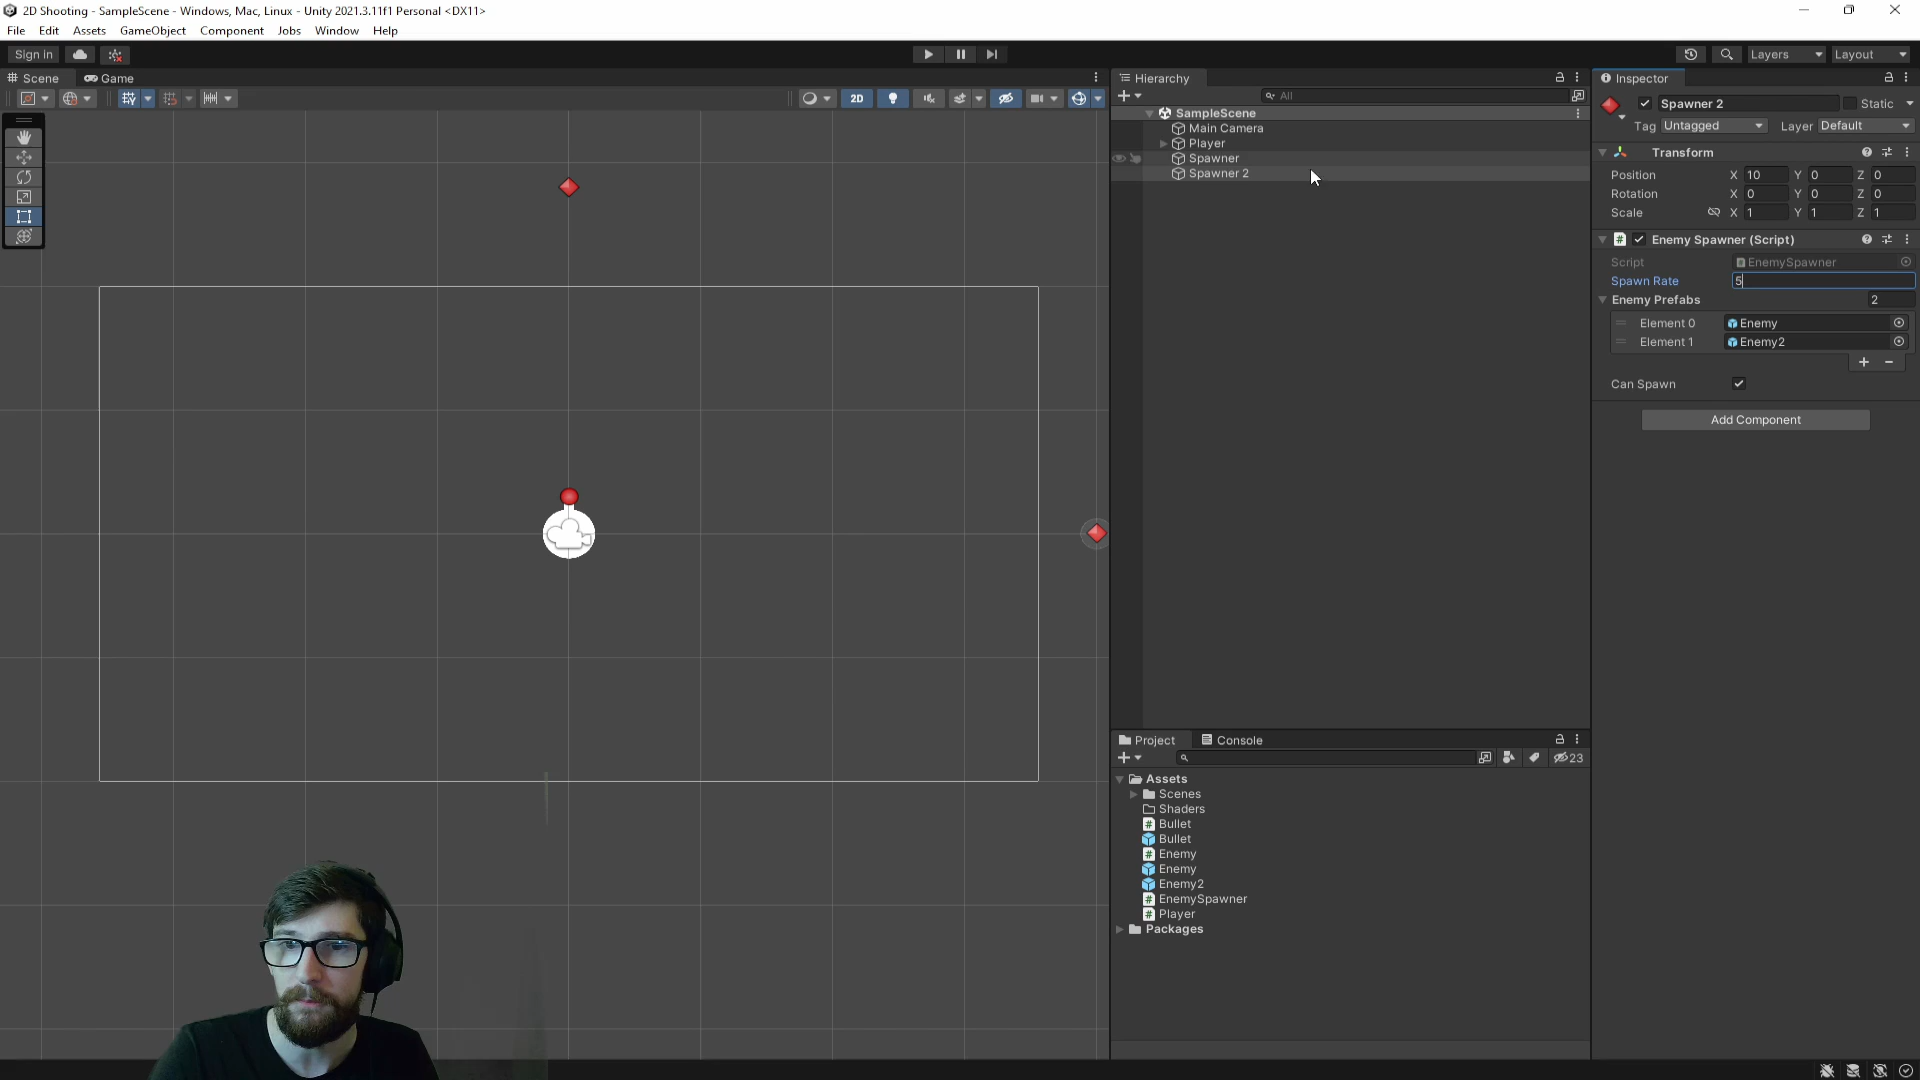 2D Shooting - SampleScene - Windows, Mac, Linux - Unity 2021.3.11f1 Personal <DX11>
File Edit Assets GameObject Component Jobs Window Help
Sign in
Layers Layout
Scene Game
2D
Hierarchy
All
SampleScene
Main Camera
Player
Spawner
Spawner 2
Project Console
23
Assets
Scenes
Shaders
Bullet
Bullet
Enemy
Enemy
Enemy2
EnemySpawner
Player
Packages
Inspector
Spawner 2 Static
Tag Untagged Layer Default
Transform
Position X 10 Y 0 Z 0
Rotation X 0 Y 0 Z 0
Scale X 1 Y 1 Z 1
Enemy Spawner (Script)
Script EnemySpawner
Spawn Rate 5
Enemy Prefabs 2
Element 0 Enemy
Element 1 Enemy2
Can Spawn
Add Component